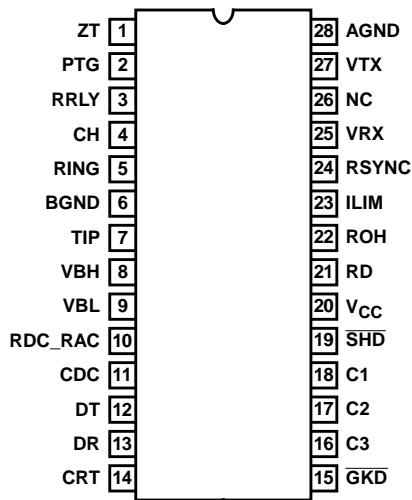 ZT 1 28 AGND
PTG 2 27 VTX
RRLY 3 26 NC
CH 4 25 VRX
RING 5 24 RSYNC
BGND 6 23 ILIM
TIP 7 22 ROH
VBH 8 21 RD
VBL 9 20 VCC
RDC_RAC 10 19 SHD
CDC 11 18 C1
DT 12 17 C2
DR 13 16 C3
CRT 14 15 GKD